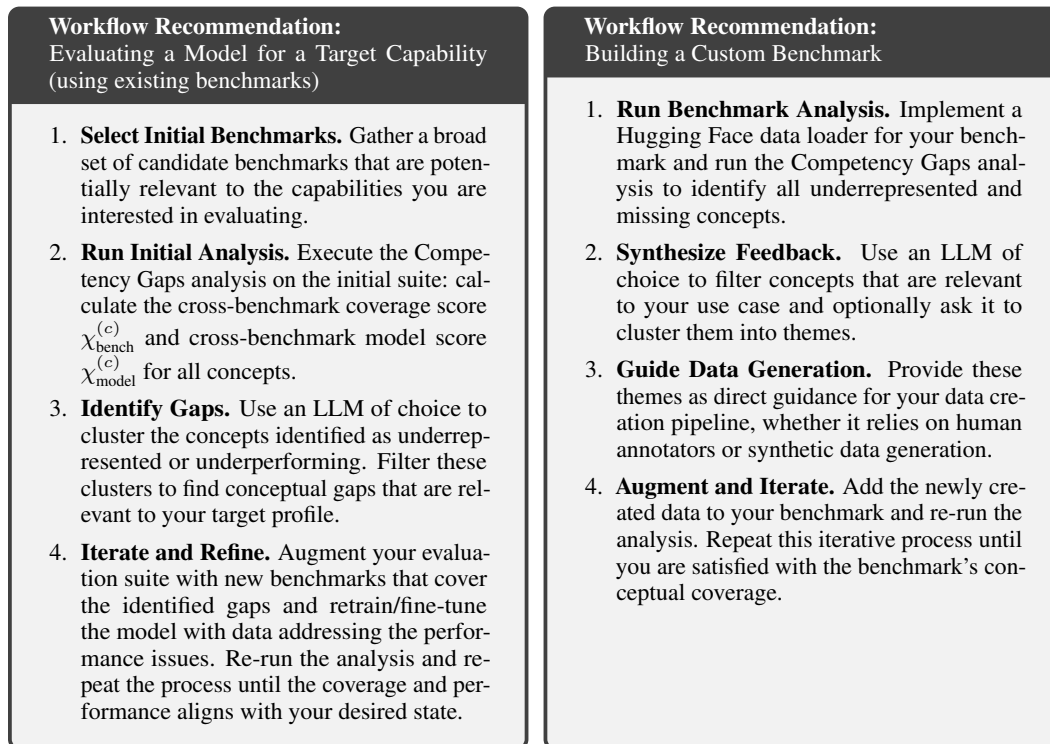 Workflow Recommendation:
Evaluating a Model for a Target Capability
(using existing benchmarks)
1. Select Initial Benchmarks. Gather a broad
set of candidate benchmarks that are poten-
tially relevant to the capabilities you are
interested in evaluating.
2. Run Initial Analysis. Execute the Compe-
tency Gaps analysis on the initial suite: cal-
culate the cross-benchmark coverage score
χ_bench^(c) and cross-benchmark model score
χ_model^(c) for all concepts.
3. Identify Gaps. Use an LLM of choice to
cluster the concepts identified as underrep-
resented or underperforming. Filter these
clusters to find conceptual gaps that are rel-
evant to your target profile.
4. Iterate and Refine. Augment your evalua-
tion suite with new benchmarks that cover
the identified gaps and retrain/fine-tune
the model with data addressing the perfor-
mance issues. Re-run the analysis and re-
peat the process until the coverage and per-
formance aligns with your desired state.
Workflow Recommendation:
Building a Custom Benchmark
1. Run Benchmark Analysis. Implement a
Hugging Face data loader for your bench-
mark and run the Competency Gaps anal-
ysis to identify all underrepresented and
missing concepts.
2. Synthesize Feedback. Use an LLM of
choice to filter concepts that are relevant
to your use case and optionally ask it to
cluster them into themes.
3. Guide Data Generation. Provide these
themes as direct guidance for your data cre-
ation pipeline, whether it relies on human
annotators or synthetic data generation.
4. Augment and Iterate. Add the newly cre-
ated data to your benchmark and re-run the
analysis. Repeat this iterative process until
you are satisfied with the benchmark's con-
ceptual coverage.